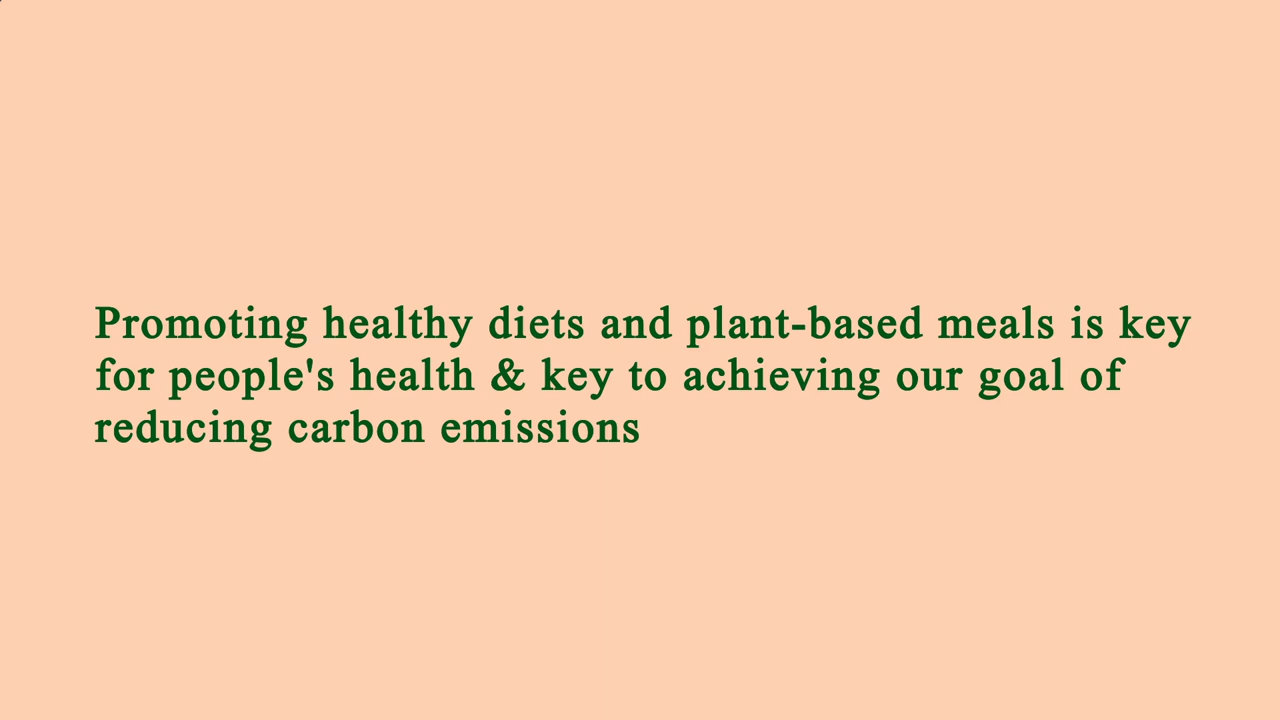 Promoting healthy diets and plant-based meals is key
for people's health & key to achieving our goal of
reducing carbon emissions